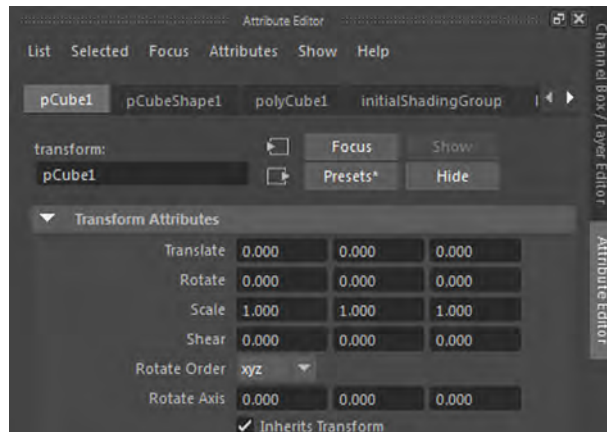 Attribute Editor
List Selected Focus Attributes Show Help
pCube1 pCubeShape1 polyCube1 initialShadingGroup
transform: Focus Show
pCube1 Presets* Hide
Transform Attributes
Translate 0.000 0.000 0.000
Rotate 0.000 0.000 0.000
Scale 1.000 1.000 1.000
Shear 0.000 0.000 0.000
Rotate Order xyz
Rotate Axis 0.000 0.000 0.000
Inherits Transform
Channel Box / Layer Editor
Attribute Editor